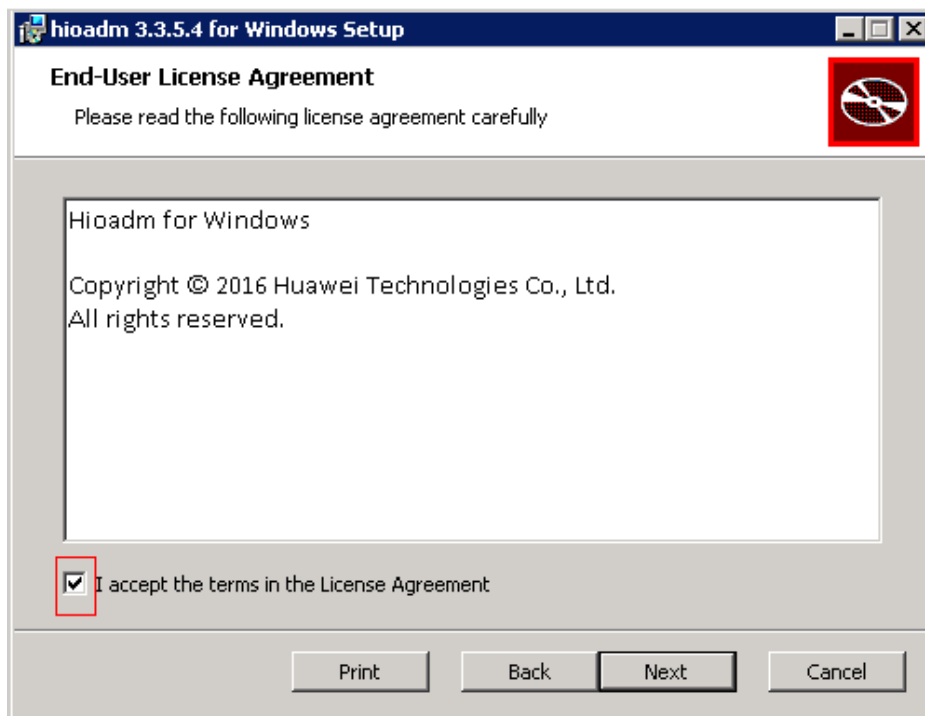 hioadm 3.3.5.4 for Windows Setup
End-User License Agreement
Please read the following license agreement carefully
Hioadm for Windows
Copyright © 2016 Huawei Technologies Co., Ltd.
All rights reserved.
I accept the terms in the License Agreement
Print Back Next Cancel